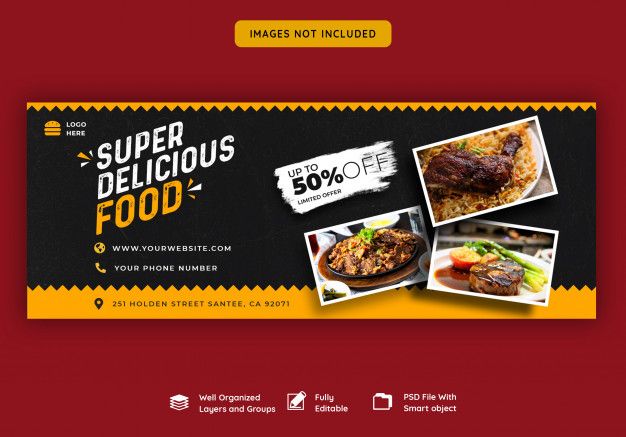 IMAGES NOT INCLUDED
LOGO
HERE
SUPER
DELICIOUS
FOOD
WWW.YOURWEBSITE.COM
YOUR PHONE NUMBER
251 HOLDEN STREET SANTEE, CA 92071
UP TO
50% OFF
LIMITED OFFER
Well Organized
Layers and Groups
Fully
Editable
PSD File With
Smart object